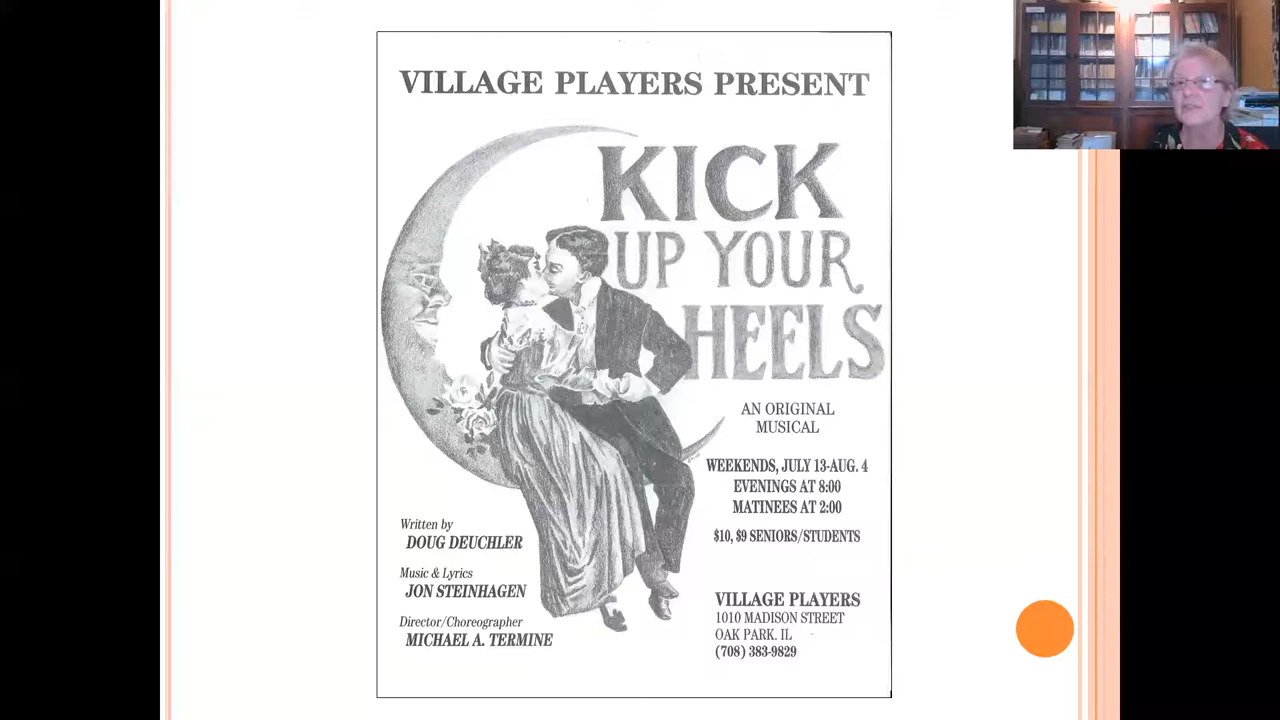 VILLAGE PLAYERS PRESENT
KICK
UP YOUR
HEELS
AN ORIGINAL
MUSICAL
WEEKENDS, JULY 13-AUG. 4
EVENINGS AT 8:00
MATINEES AT 2:00
$10, $9 SENIORS/STUDENTS
Written by
DOUG DEUCHLER
Music & Lyrics
JON STEINHAGEN
Director/Choreographer
MICHAEL A. TERMINE
VILLAGE PLAYERS
1010 MADISON STREET
OAK PARK. IL
(708) 383-9829